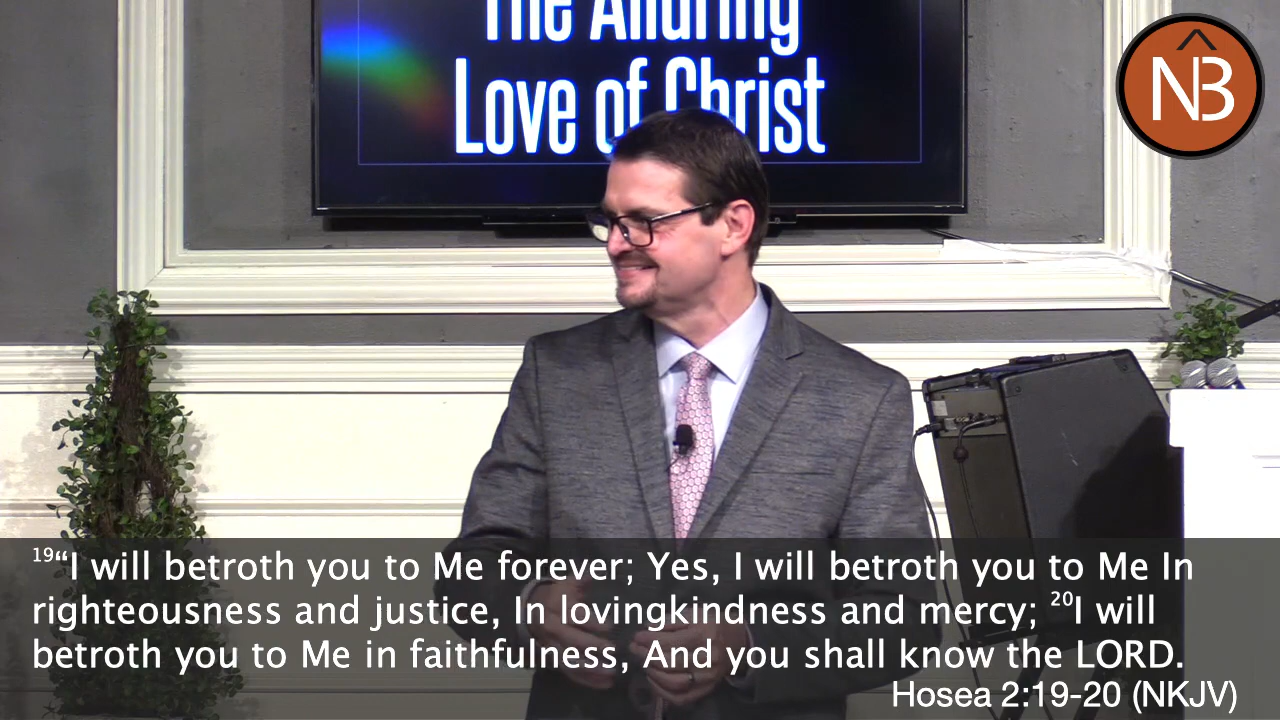 The Alluring
Love of Christ
NB
¹⁹“I will betroth you to Me forever; Yes, I will betroth you to Me In
righteousness and justice, In lovingkindness and mercy; ²⁰I will
betroth you to Me in faithfulness, And you shall know the LORD.
Hosea 2:19-20 (NKJV)